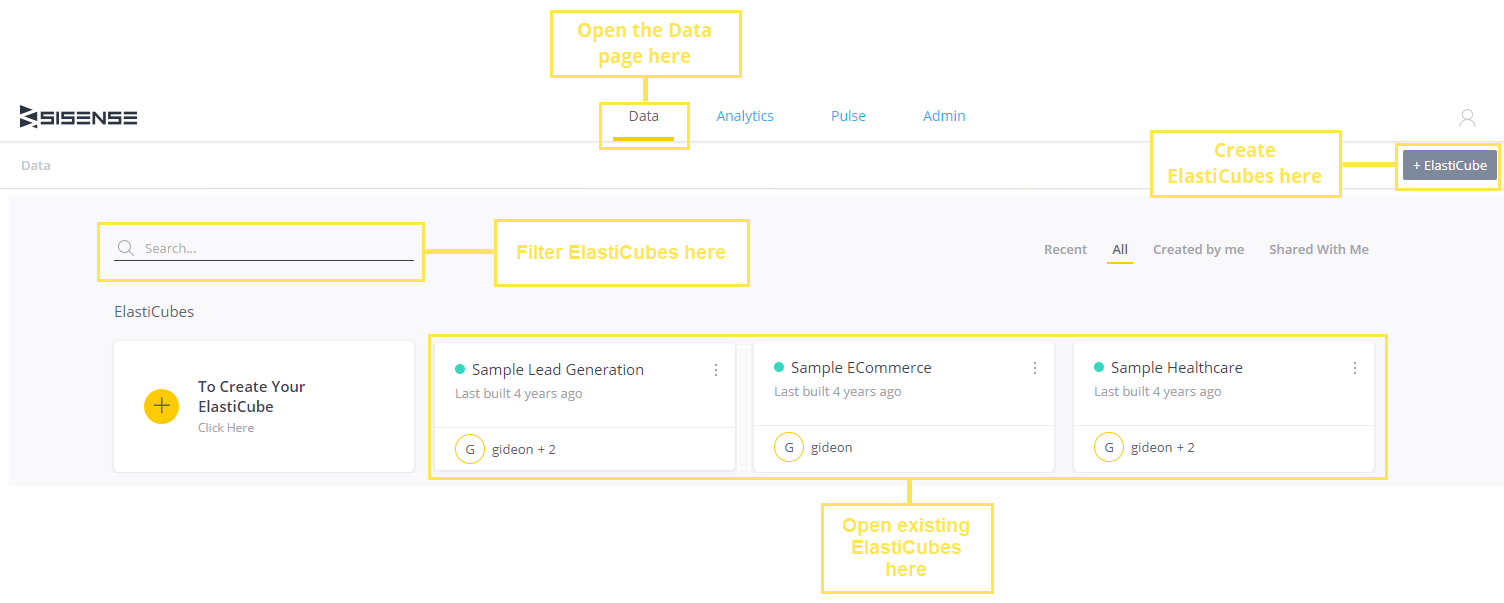 Open the Data
page here
SISENSE
Data
Analytics
Pulse
Admin
Data
Create
ElastiCubes here
+ ElastiCube
Search...
Filter ElastiCubes here
Recent
All
Created by me
Shared With Me
ElastiCubes
To Create Your
ElastiCube
Click Here
Sample Lead Generation
Last built 4 years ago
G gideon + 2
Sample ECommerce
Last built 4 years ago
G gideon
Sample Healthcare
Last built 4 years ago
G gideon + 2
Open existing
ElastiCubes
here